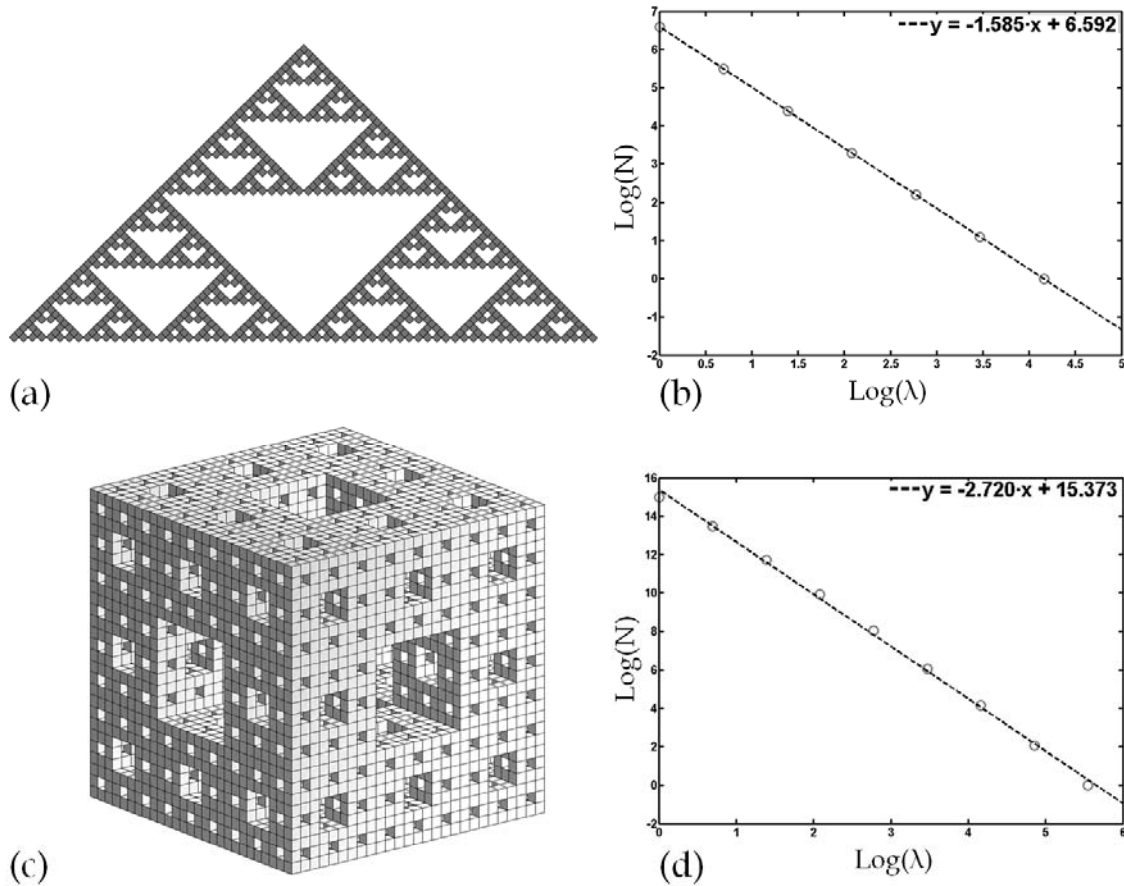 (a)
7
6
5
4
3
2
1
0
-1
-2
y = -1.585·x + 6.592
Log(N)
0 0.5 1 1.5 2 2.5 3 3.5 4 4.5 5
(b) Log(λ)
(c)
16
14
12
10
8
6
4
2
0
-2
y = -2.720·x + 15.373
Log(N)
0 1 2 3 4 5 6
(d) Log(λ)